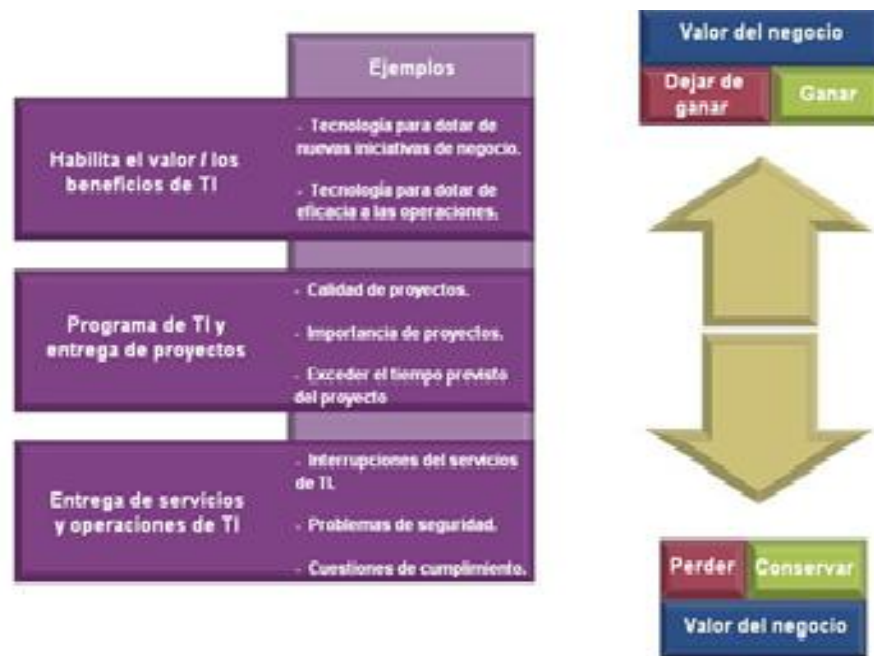 Ejemplos
Habilita el valor / los
beneficios de TI
- Tecnología para dotar de
nuevas iniciativas de negocio.
- Tecnología para dotar de
eficacia a las operaciones.
Programa de TI y
entrega de proyectos
- Calidad de proyectos.
- Importancia de proyectos.
- Exceder el tiempo previsto
del proyecto
Entrega de servicios
y operaciones de TI
- Interrupciones del servicios
de TI.
- Problemas de seguridad.
- Cuestiones de cumplimiento.
Valor del negocio
Dejar de
ganar
Ganar
Perder
Conservar
Valor del negocio